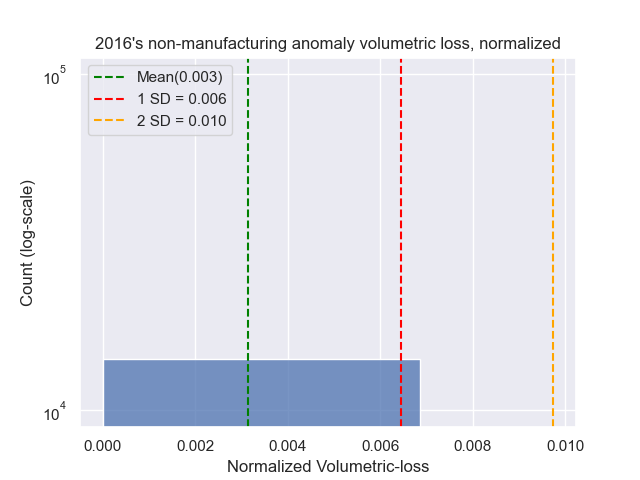 2016's non-manufacturing anomaly volumetric loss, normalized
10^5
Mean(0.003)
1 SD = 0.006
2 SD = 0.010
Count (log-scale)
10^4
0.000 0.002 0.004 0.006 0.008 0.010
Normalized Volumetric-loss